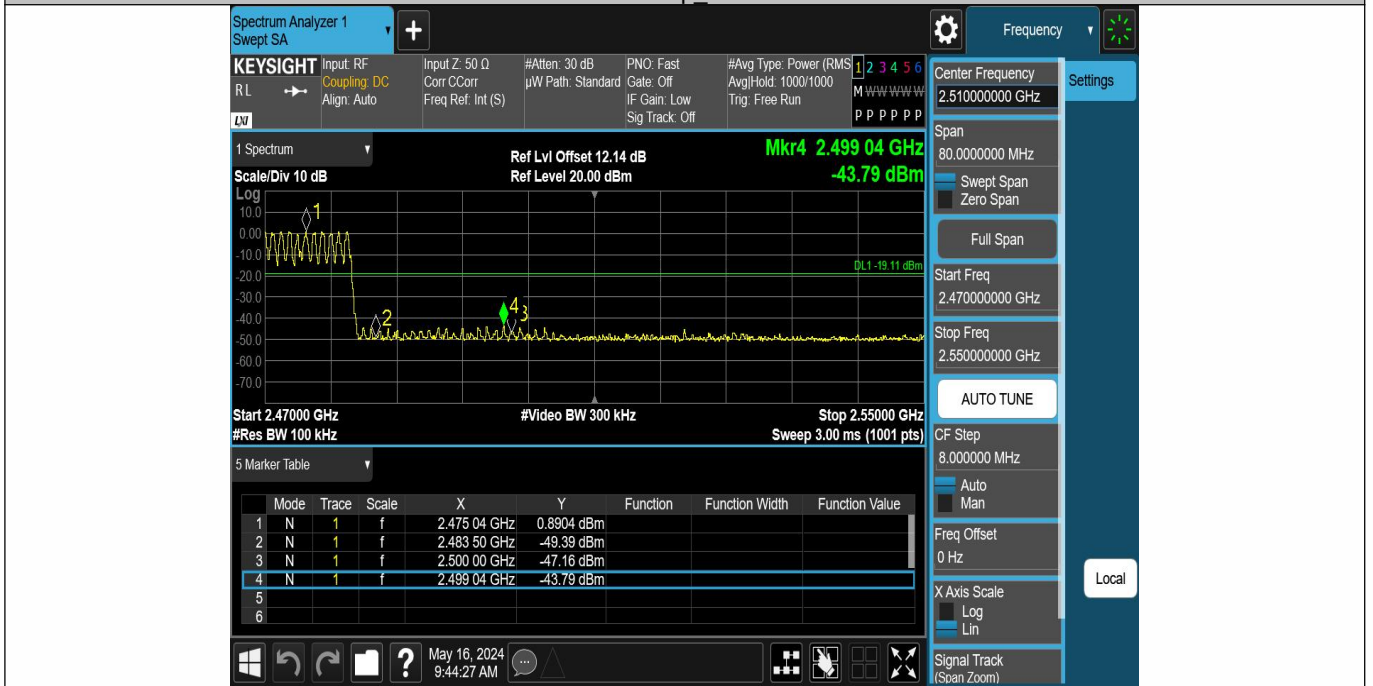 Spectrum Analyzer 1
Swept SA
+
Frequency
KEYSIGHT
RL
LXI
Input: RF
Coupling: DC
Align: Auto
Input Z: 50 Ω
Corr CCorr
Freq Ref: Int (S)
#Atten: 30 dB
µW Path: Standard
PNO: Fast
Gate: Off
IF Gain: Low
Sig Track: Off
#Avg Type: Power (RMS
Avg|Hold: 1000/1000
Trig: Free Run
1 2 3 4 5 6
M W W W W W
P P P P P P
1 Spectrum
Scale/Div 10 dB
Ref Lvl Offset 12.14 dB
Ref Level 20.00 dBm
Mkr4 2.499 04 GHz
-43.79 dBm
Log
10.0
0.00
-10.0
-20.0
-30.0
-40.0
-50.0
-60.0
-70.0
1
2
4
3
DL1 -19.11 dBm
Start 2.47000 GHz
#Video BW 300 kHz
Stop 2.55000 GHz
#Res BW 100 kHz
Sweep 3.00 ms (1001 pts)
5 Marker Table
Mode Trace Scale X Y Function Function Width Function Value
1 N 1 f 2.475 04 GHz 0.8904 dBm
2 N 1 f 2.483 50 GHz -49.39 dBm
3 N 1 f 2.500 00 GHz -47.16 dBm
4 N 1 f 2.499 04 GHz -43.79 dBm
5
6
?
May 16, 2024
9:44:27 AM
Center Frequency
2.510000000 GHz
Settings
Span
80.0000000 MHz
Swept Span
Zero Span
Full Span
Start Freq
2.470000000 GHz
Stop Freq
2.550000000 GHz
AUTO TUNE
CF Step
8.000000 MHz
Auto
Man
Freq Offset
0 Hz
X Axis Scale
Log
Lin
Local
Signal Track
(Span Zoom)